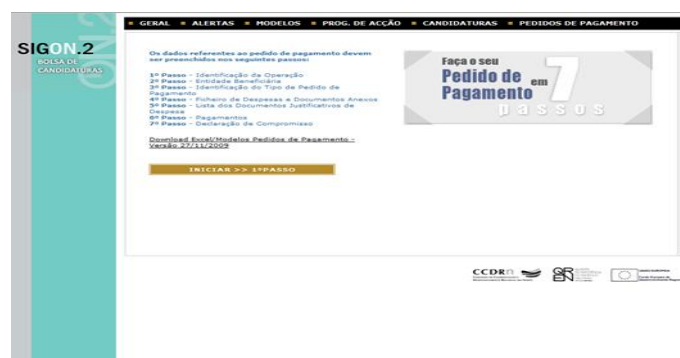 GERAL ALERTAS MODELOS PROG. DE ACÇÃO CANDIDATURAS PEDIDOS DE PAGAMENTO
SIGON.2
BOLSA DE
CANDIDATURAS
Os dados referentes ao pedido de pagamento devem
ser preenchidos nos seguintes passos:
1º Passo - Identificação da Operação
2º Passo - Entidade Beneficiária
3º Passo - Identificação do Tipo de Pedido de
Pagamento
4º Passo - Ficheiro de Despesas e Documentos Anexos
5º Passo - Lista dos Documentos Justificativos de
Despesa
6º Passo - Pagamentos
7º Passo - Declaração de Compromisso
Download Excel/Modelos Pedidos de Pagamento -
Versão 27/11/2009
INICIAR >> 1ºPASSO
Faça o seu
Pedido de em 7
Pagamento
passos
CCDRn
QREN